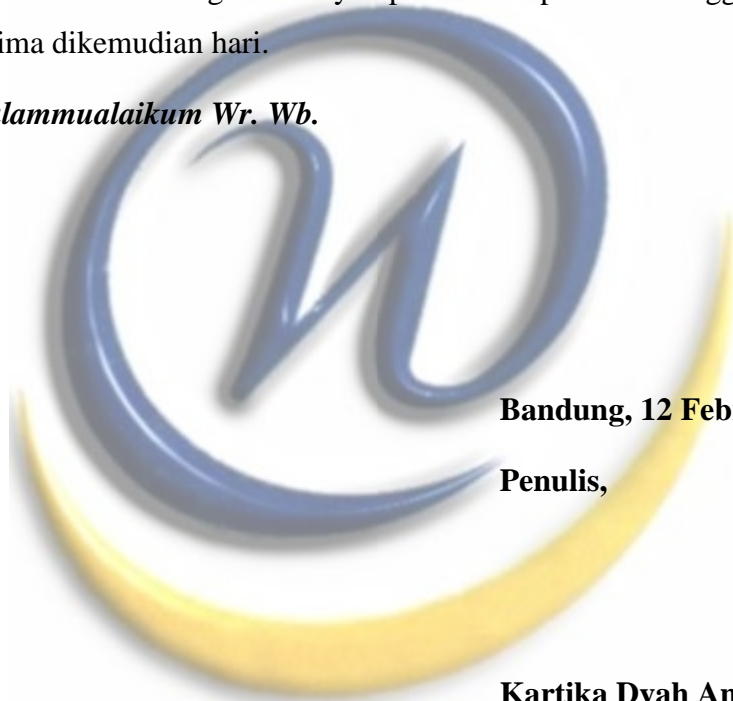 ima dikemudian hari.
lammualaikum Wr. Wb.
Bandung, 12 Feb
Penulis,
Kartika Dyah An